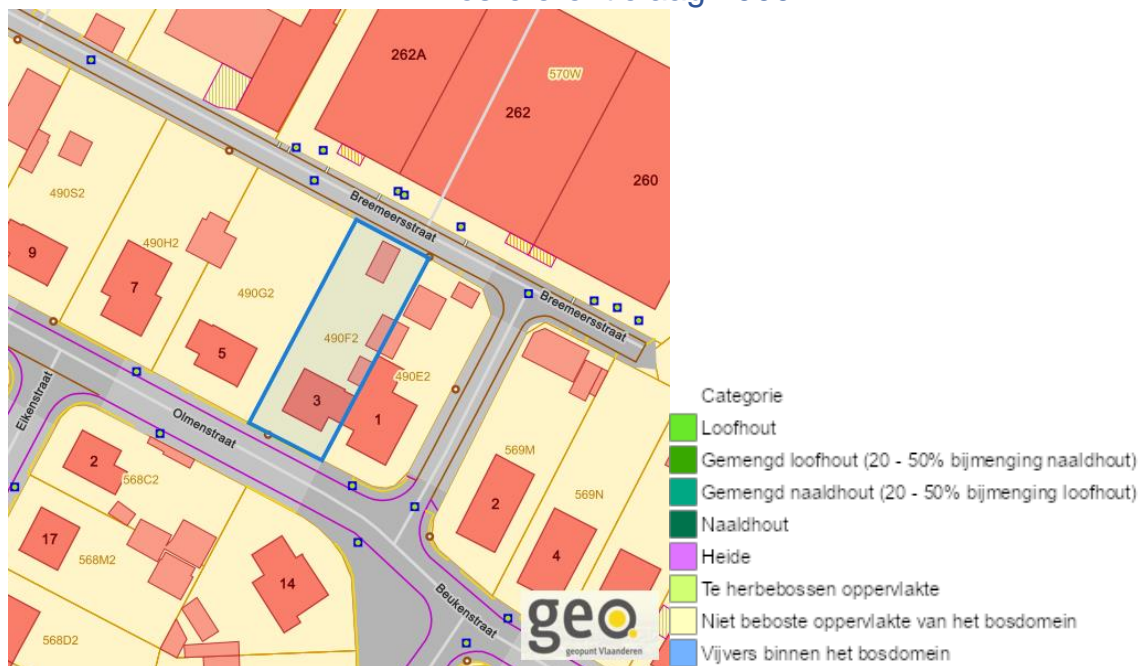 262A
570W
262
260
Breemeersstraat
490S2
9
490H2
7
490G2
Breemeersstraat
5
490F2
490E2
3
1
Eikenstraat
Olmenstraat
569M
2
568C2
2
569N
17
568M2
14
4
Beukenstraat
568D2
geo
geopunt Vlaanderen
Categorie
Loofhout
Gemengd loofhout (20 - 50% bijmenging naaldhout)
Gemengd naaldhout (20 - 50% bijmenging loofhout)
Naaldhout
Heide
Te herbebossen oppervlakte
Niet beboste oppervlakte van het bosdomein
Vijvers binnen het bosdomein